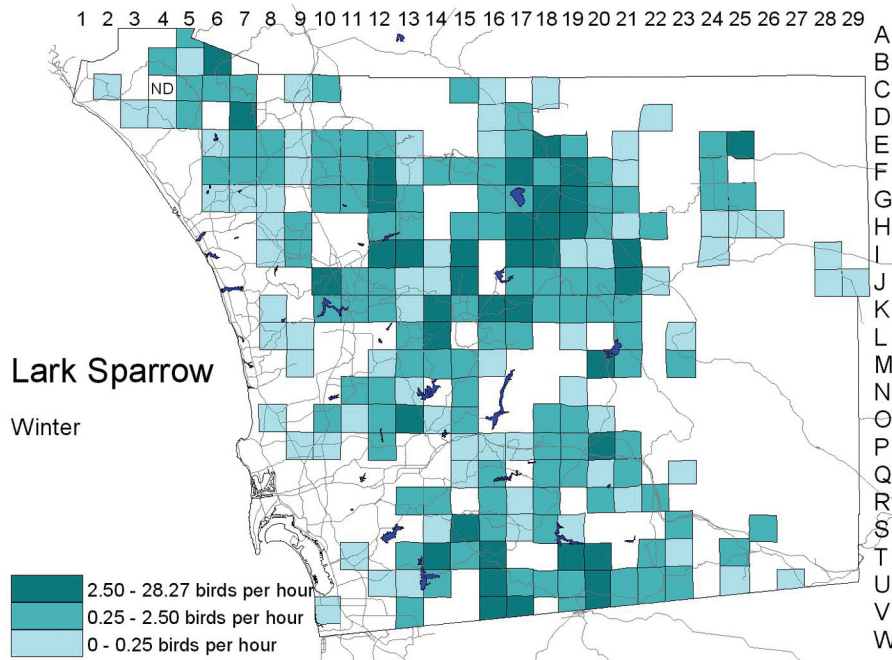 1 2 3 4 5 6 7 8 9 10 11 12 13 14 15 16 17 18 19 20 21 22 23 24 25 26 28 29
A
B
C
D
E
F
G
H
I
J
K
L
M
N
O
P
Q
R
S
T
U
V
W
ND
Lark Sparrow
Winter
2.50 - 28.27 birds per hour
0.25 - 2.50 birds per hour
0 - 0.25 birds per hour